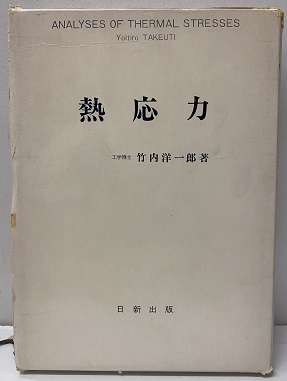 ANALYSES OF THERMAL STRESSES
Yoitiro TAKEUTI
熱応力
工学博士 竹内洋一郎著
日新出版